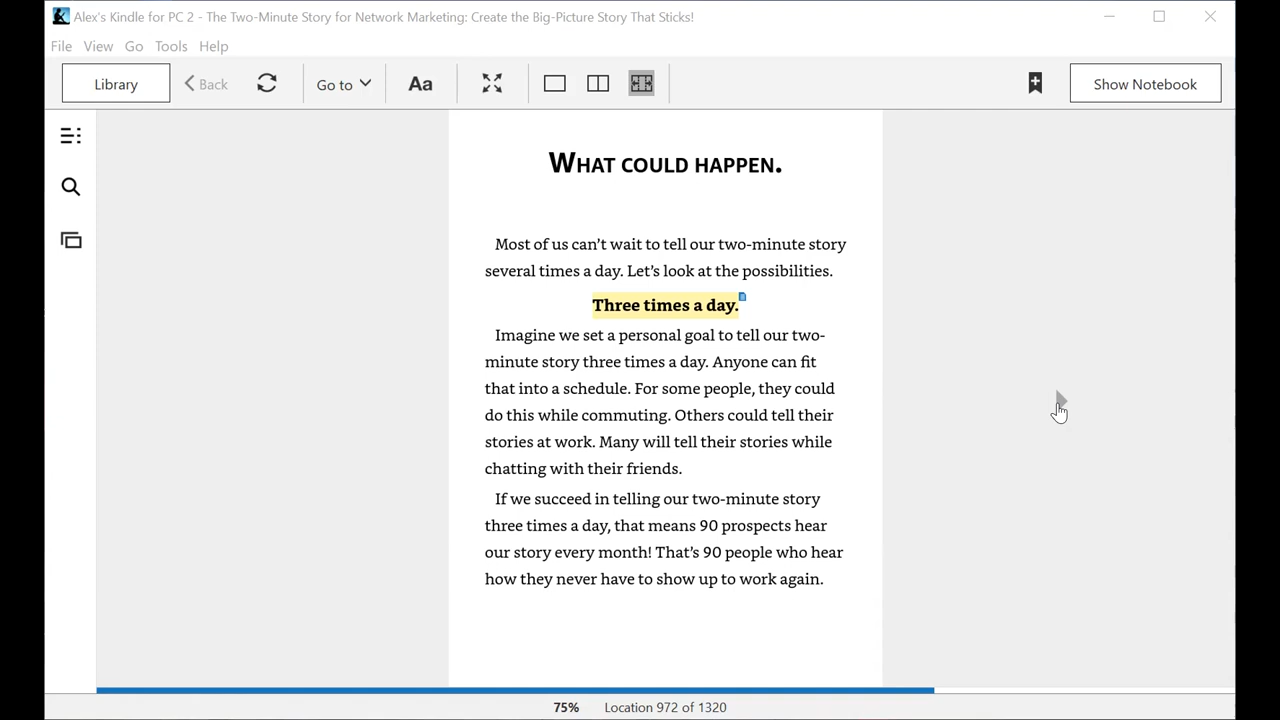 Alex's Kindle for PC 2 - The Two-Minute Story for Network Marketing: Create the Big-Picture Story That Sticks!
File View Go Tools Help
Library Back Go to Aa Show Notebook
WHAT COULD HAPPEN.
Most of us can't wait to tell our two-minute story
several times a day. Let's look at the possibilities.
Three times a day.
Imagine we set a personal goal to tell our two-
minute story three times a day. Anyone can fit
that into a schedule. For some people, they could
do this while commuting. Others could tell their
stories at work. Many will tell their stories while
chatting with their friends.
If we succeed in telling our two-minute story
three times a day, that means 90 prospects hear
our story every month! That's 90 people who hear
how they never have to show up to work again.
75% Location 972 of 1320